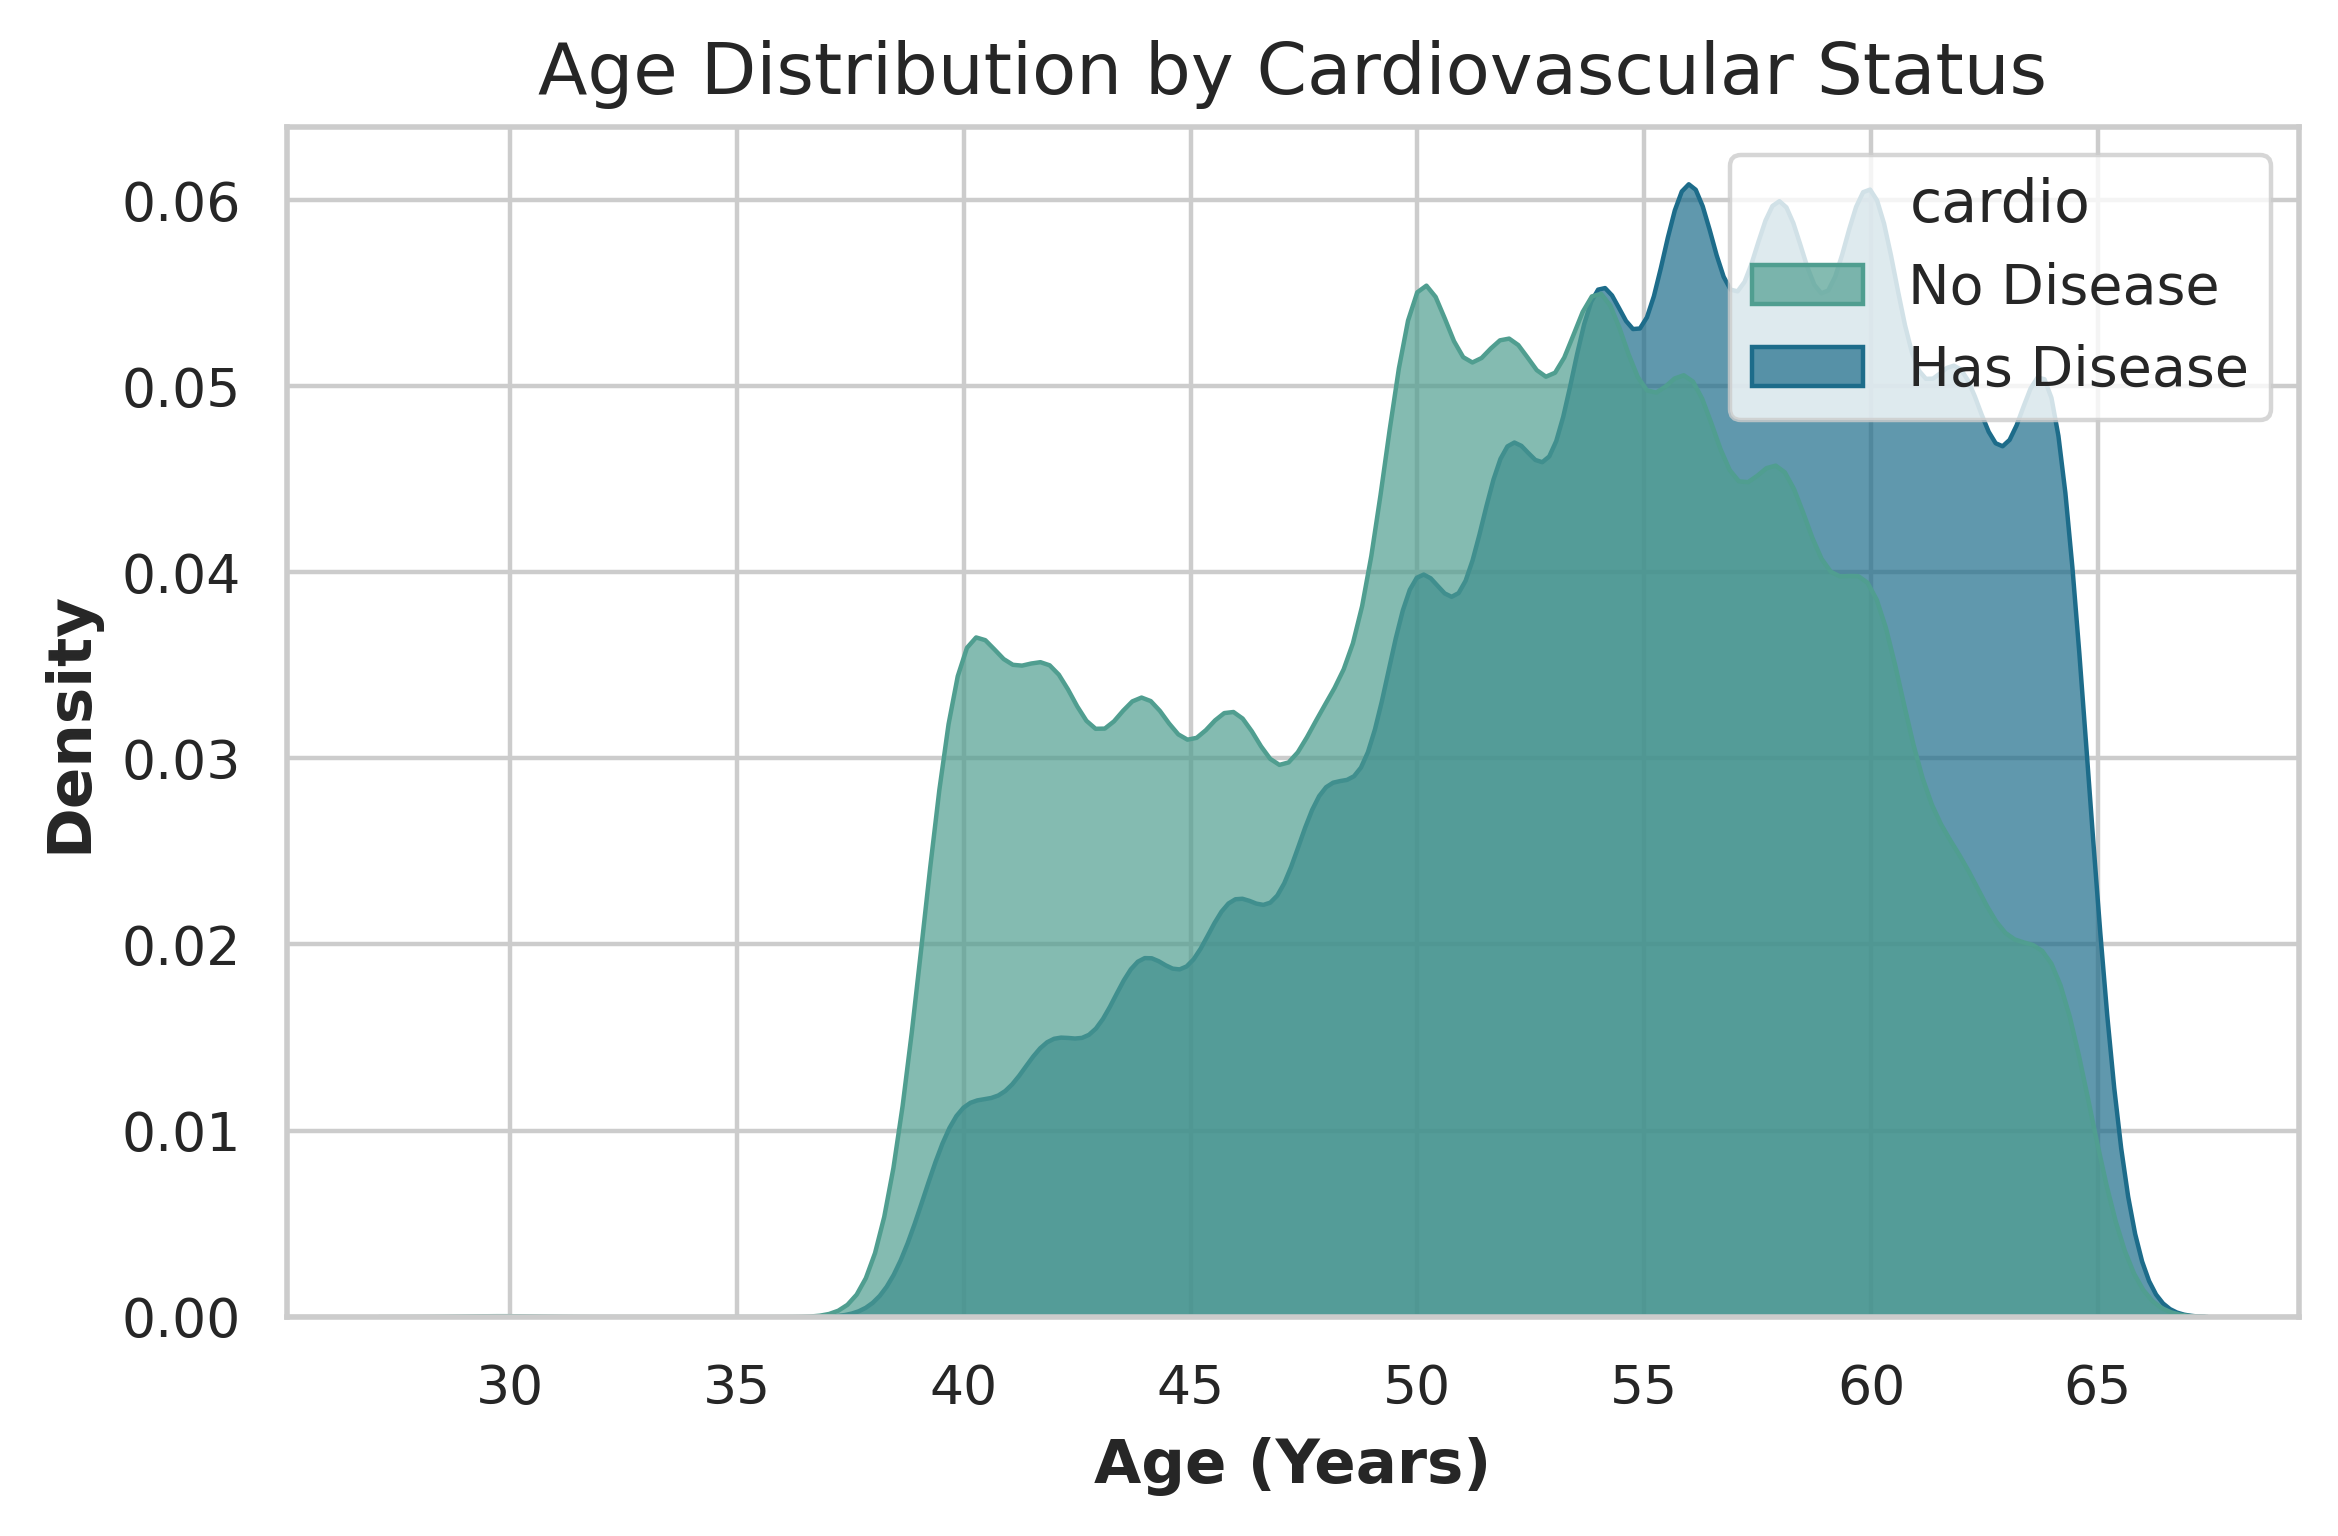 Age Distribution by Cardiovascular Status
cardio
No Disease
Has Disease
Density
0.06
0.05
0.04
0.03
0.02
0.01
0.00
30 35 40 45 50 55 60 65
Age (Years)